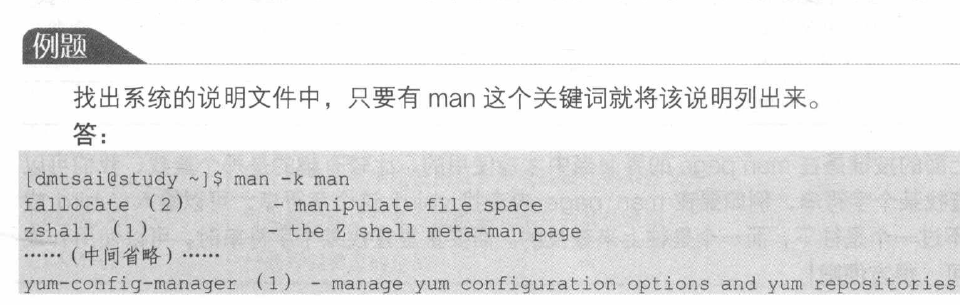 例题
找出系统的说明文件中，只要有 man 这个关键词就将该说明列出来。
答：
[dmtsai@study ~]$ man -k man
fallocate (2) - manipulate file space
zshall (1) - the Z shell meta-man page
……（中间省略）……
yum-config-manager (1) - manage yum configuration options and yum repositories